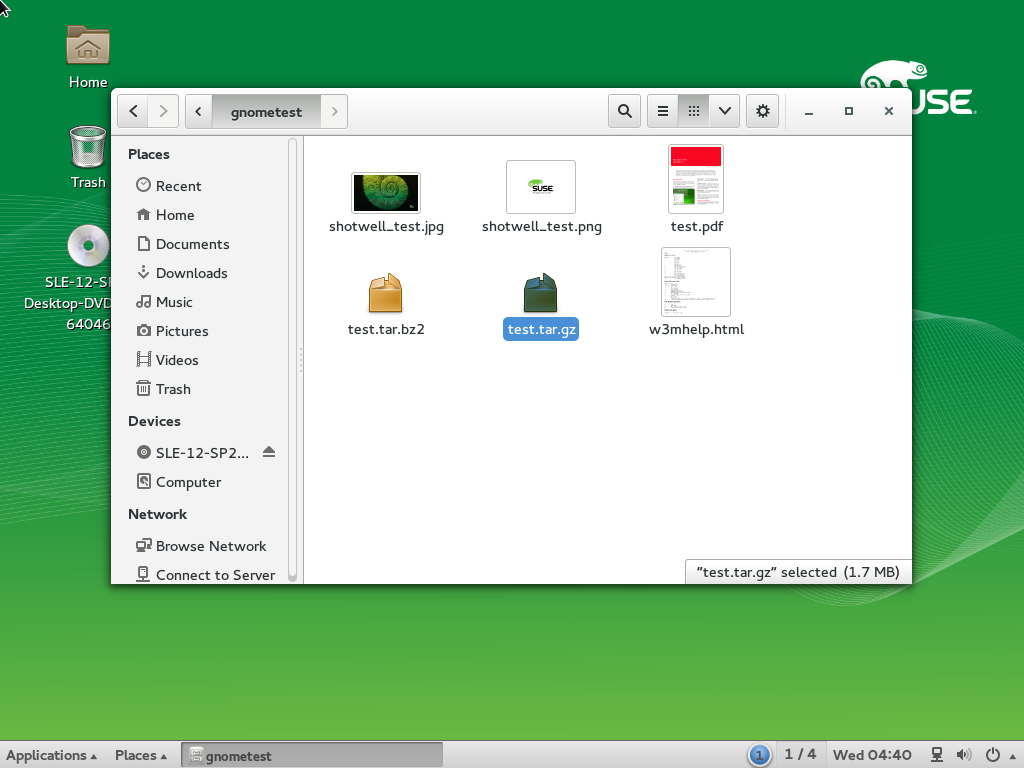 Home
Trash
SLE-12-SP
Desktop-DVD
64046
USE
gnometest
Places
Recent
Home
Documents
Downloads
Music
Pictures
Videos
Trash
Devices
SLE-12-SP2...
Computer
Network
Browse Network
Connect to Server
shotwell_test.jpg
SUSE
shotwell_test.png
test.pdf
test.tar.bz2
test.tar.gz
w3mhelp.html
"test.tar.gz" selected (1.7 MB)
Applications
Places
gnometest
1
1 / 4
Wed 04:40